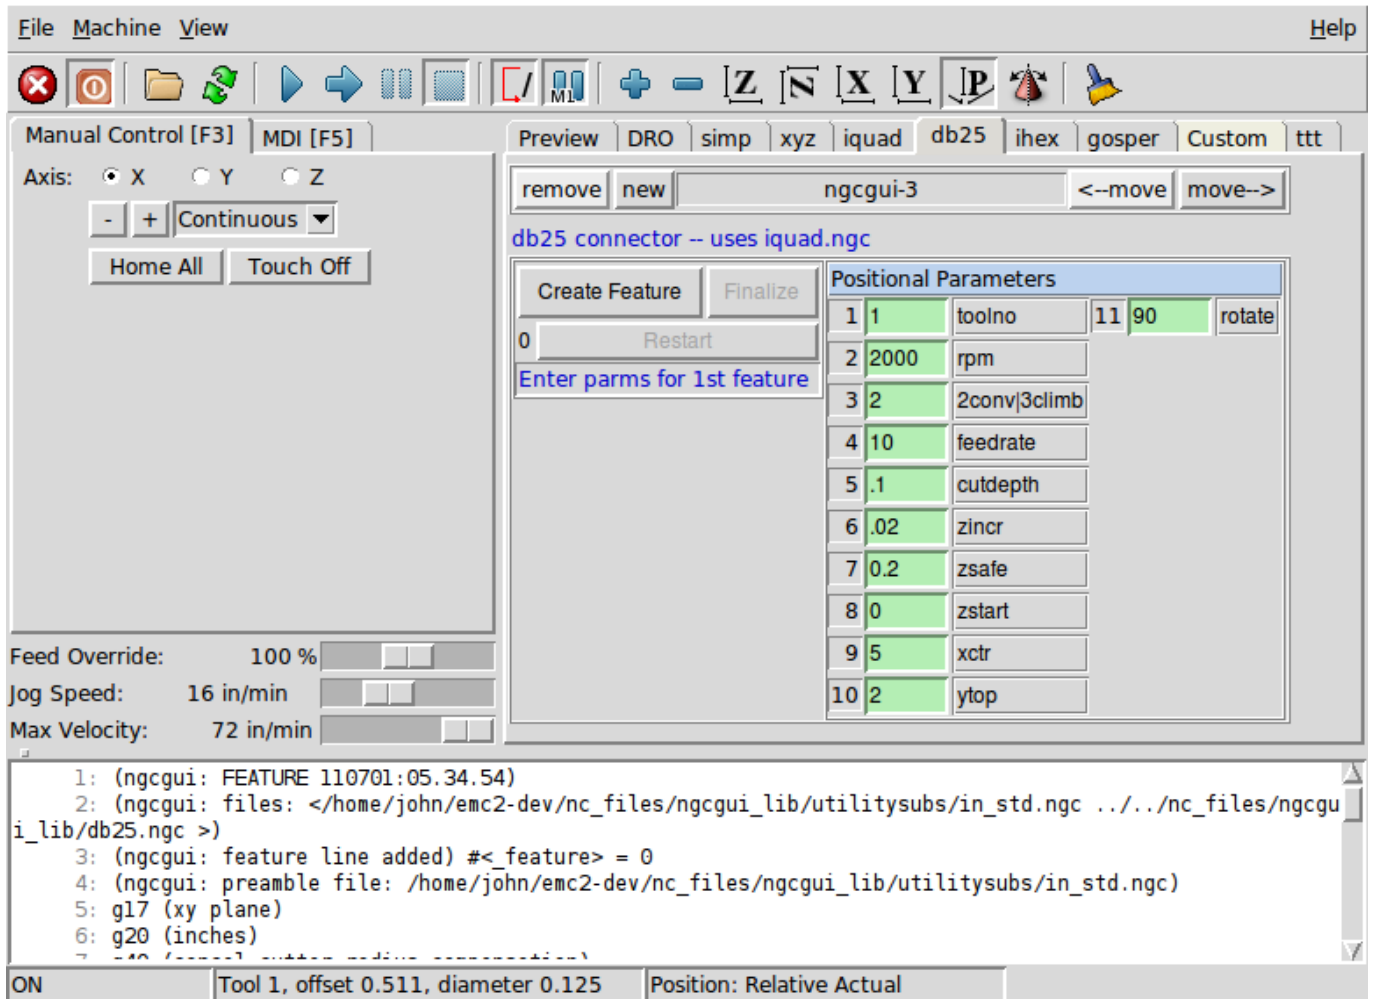 File Machine View Help
M1 Z N X Y P
Manual Control [F3] MDI [F5]
Preview DRO simp xyz iquad db25 ihex gosper Custom ttt
Axis: X Y Z
- + Continuous
Home All Touch Off
remove new ngcgui-3 <--move move-->
db25 connector -- uses iquad.ngc
Create Feature Finalize
0 Restart
Enter parms for 1st feature
Positional Parameters
1 1 toolno 11 90 rotate
2 2000 rpm
3 2 2conv|3climb
4 10 feedrate
5 .1 cutdepth
6 .02 zincr
7 0.2 zsafe
8 0 zstart
9 5 xctr
10 2 ytop
Feed Override: 100 %
Jog Speed: 16 in/min
Max Velocity: 72 in/min
1: (ngcgui: FEATURE 110701:05.34.54)
2: (ngcgui: files: </home/john/emc2-dev/nc_files/ngcgui_lib/utilitysubs/in_std.ngc ../../nc_files/ngcgu
i_lib/db25.ngc >)
3: (ngcgui: feature line added) #<_feature> = 0
4: (ngcgui: preamble file: /home/john/emc2-dev/nc_files/ngcgui_lib/utilitysubs/in_std.ngc)
5: g17 (xy plane)
6: g20 (inches)
7: g40 (cancel cutter radius compensation)
ON Tool 1, offset 0.511, diameter 0.125 Position: Relative Actual